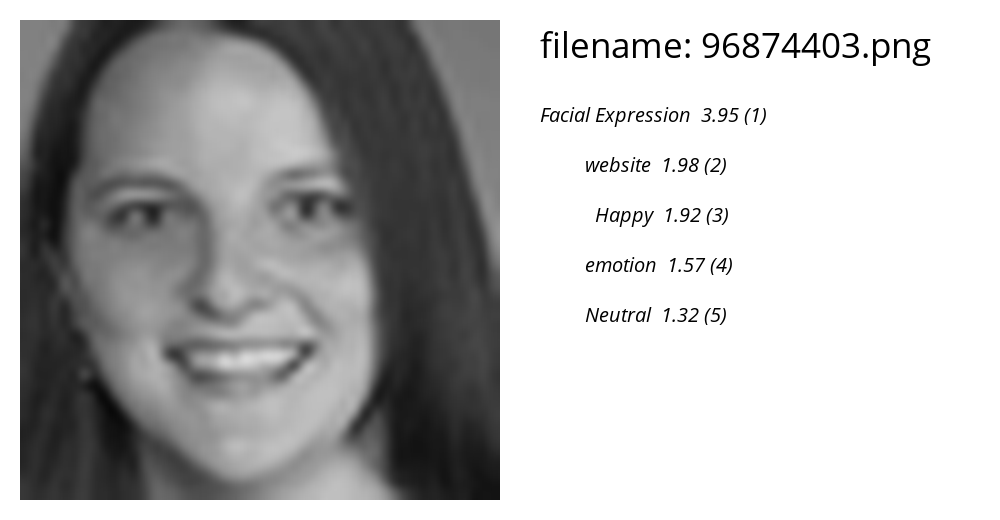 filename: 96874403.png
Facial Expression 3.95 (1)
website 1.98 (2)
Happy 1.92 (3)
emotion 1.57 (4)
Neutral 1.32 (5)